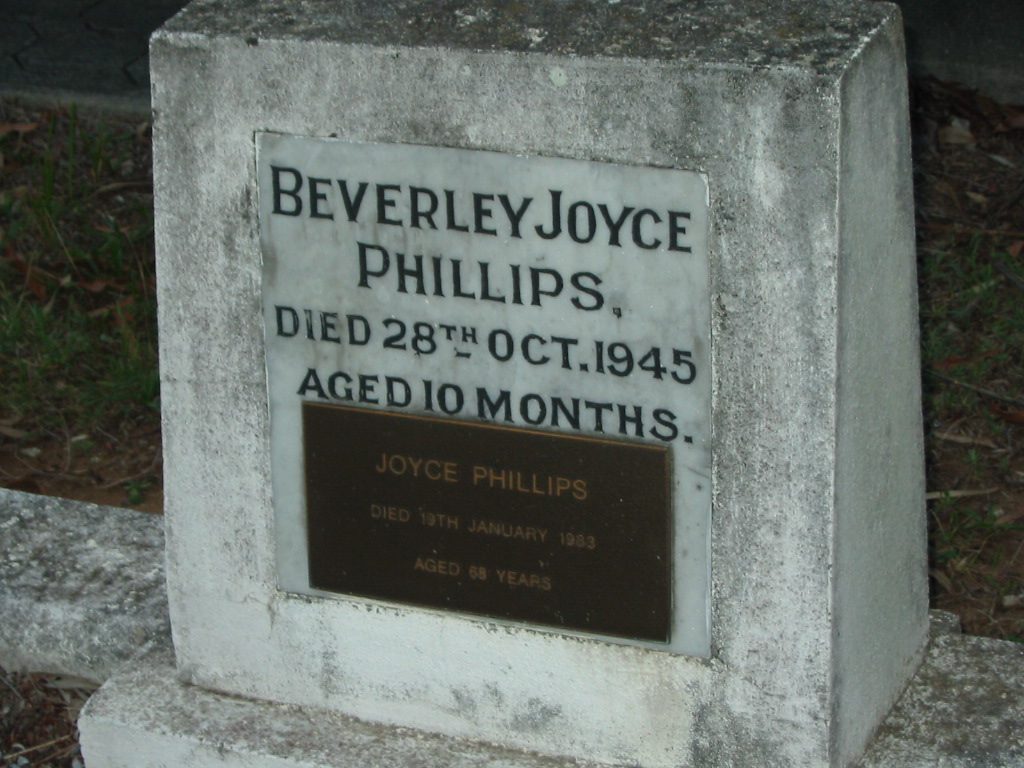 BEVERLEY JOYCE
PHILLIPS.
DIED 28TH OCT. 1945
AGED 10 MONTHS.
JOYCE PHILLIPS
DIED 19TH JANUARY 1983
AGED 68 YEARS